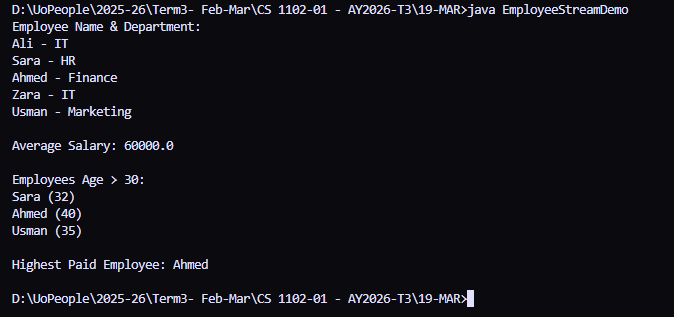 D:\UoPeople\2025-26\Term3- Feb-Mar\CS 1102-01 - AY2026-T3\19-MAR>java EmployeeStreamDemo
Employee Name & Department:
Ali - IT
Sara - HR
Ahmed - Finance
Zara - IT
Usman - Marketing

Average Salary: 60000.0

Employees Age > 30:
Sara (32)
Ahmed (40)
Usman (35)

Highest Paid Employee: Ahmed

D:\UoPeople\2025-26\Term3- Feb-Mar\CS 1102-01 - AY2026-T3\19-MAR>